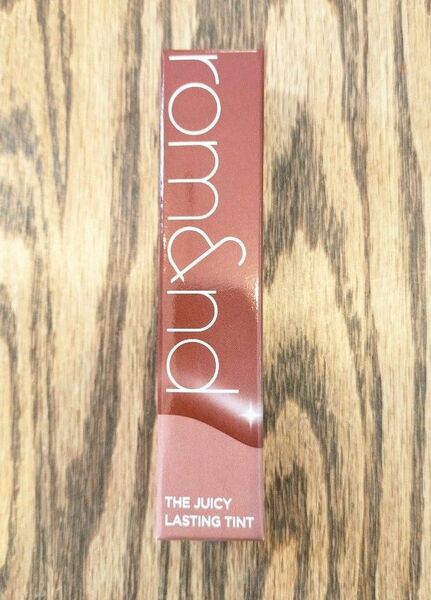 rom&nd
THE JUICY
LASTING TINT